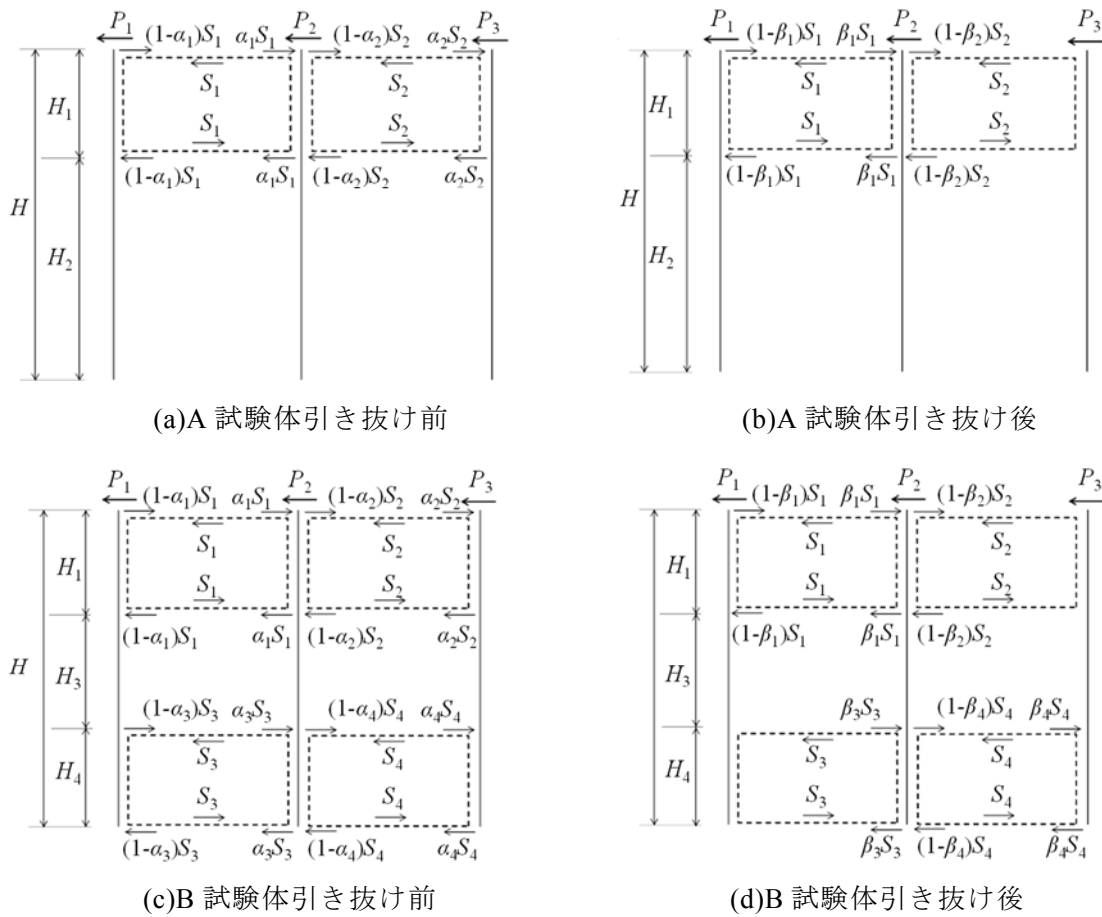 P₁ (1-α₁)S₁ α₁S₁ P₂ (1-α₂)S₂ α₂S₂ P₃
S₁ S₂
H₁
S₁ S₂
(1-α₁)S₁ α₁S₁ (1-α₂)S₂ α₂S₂
H
H₂
(a)A 試験体引き抜け前
P₁ (1-β₁)S₁ β₁S₁ P₂ (1-β₂)S₂ P₃
S₁ S₂
H₁
S₁ S₂
(1-β₁)S₁ β₁S₁ (1-β₂)S₂
H
H₂
(b)A 試験体引き抜け後
P₁ (1-α₁)S₁ α₁S₁ P₂ (1-α₂)S₂ α₂S₂ P₃
S₁ S₂
H₁
S₁ S₂
(1-α₁)S₁ α₁S₁ (1-α₂)S₂ α₂S₂
H
H₃
(1-α₃)S₃ α₃S₃ (1-α₄)S₄ α₄S₄
S₃ S₄
H₄
S₃ S₄
(1-α₃)S₃ α₃S₃ (1-α₄)S₄ α₄S₄
(c)B 試験体引き抜け前
P₁ (1-β₁)S₁ β₁S₁ P₂ (1-β₂)S₂ P₃
S₁ S₂
H₁
S₁ S₂
(1-β₁)S₁ β₁S₁ (1-β₂)S₂
H
H₃
β₃S₃ (1-β₄)S₄ β₄S₄
S₃ S₄
H₄
S₃ S₄
β₃S₃ (1-β₄)S₄ β₄S₄
(d)B 試験体引き抜け後